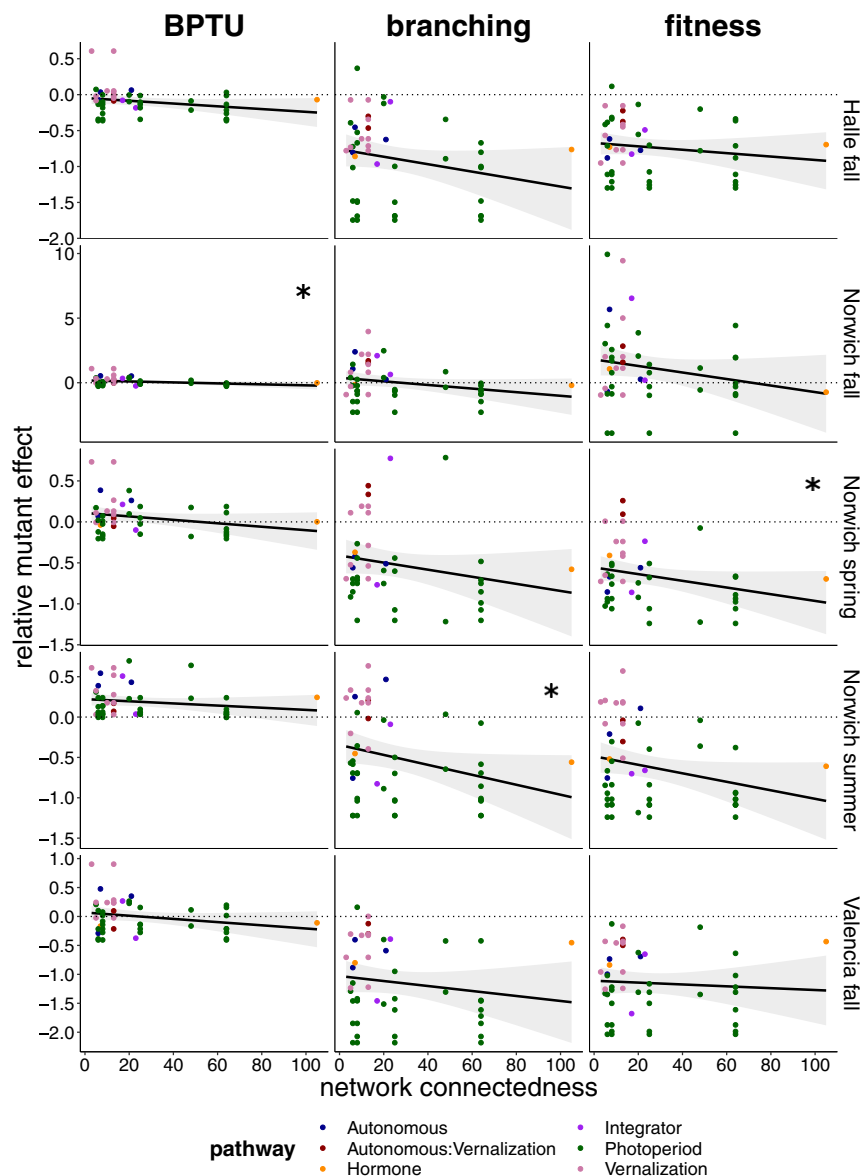 BPTU branching fitness
0.5
0.0
−0.5
−1.0
−1.5
−2.0
Halle fall
10
5
0
*
Norwich fall
0.5
0.0
−0.5
−1.0
−1.5
*
Norwich spring
0.5
0.0
−0.5
−1.0
−1.5
*
Norwich summer
1.0
0.5
0.0
−0.5
−1.0
−1.5
−2.0
Valencia fall
relative mutant effect
0 20 40 60 80 100 0 20 40 60 80 100 0 20 40 60 80 100
network connectedness
pathway
Autonomous
Autonomous:Vernalization
Hormone
Integrator
Photoperiod
Vernalization